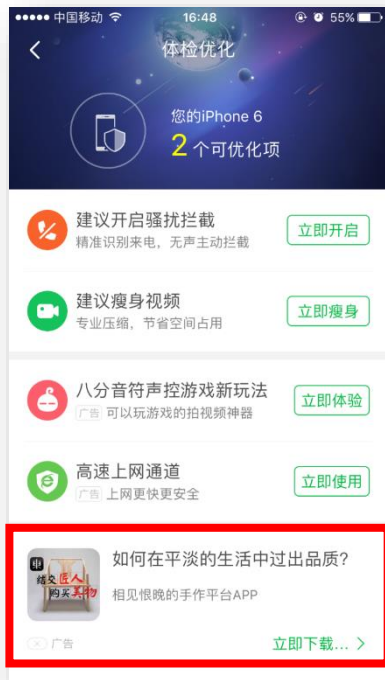 中国移动 16:48 55%
体检优化
您的iPhone 6
2个可优化项
建议开启骚扰拦截
精准识别来电，无声主动拦截
立即开启
建议瘦身视频
专业压缩，节省空间占用
立即瘦身
八分音符声控游戏新玩法
广告 可以玩游戏的拍视频神器
立即体验
高速上网通道
广告 上网更快更安全
立即使用
如何在平淡的生活中过出品质?
相见恨晚的手作平台APP
结交匠人
购买实物
广告
立即下载... >